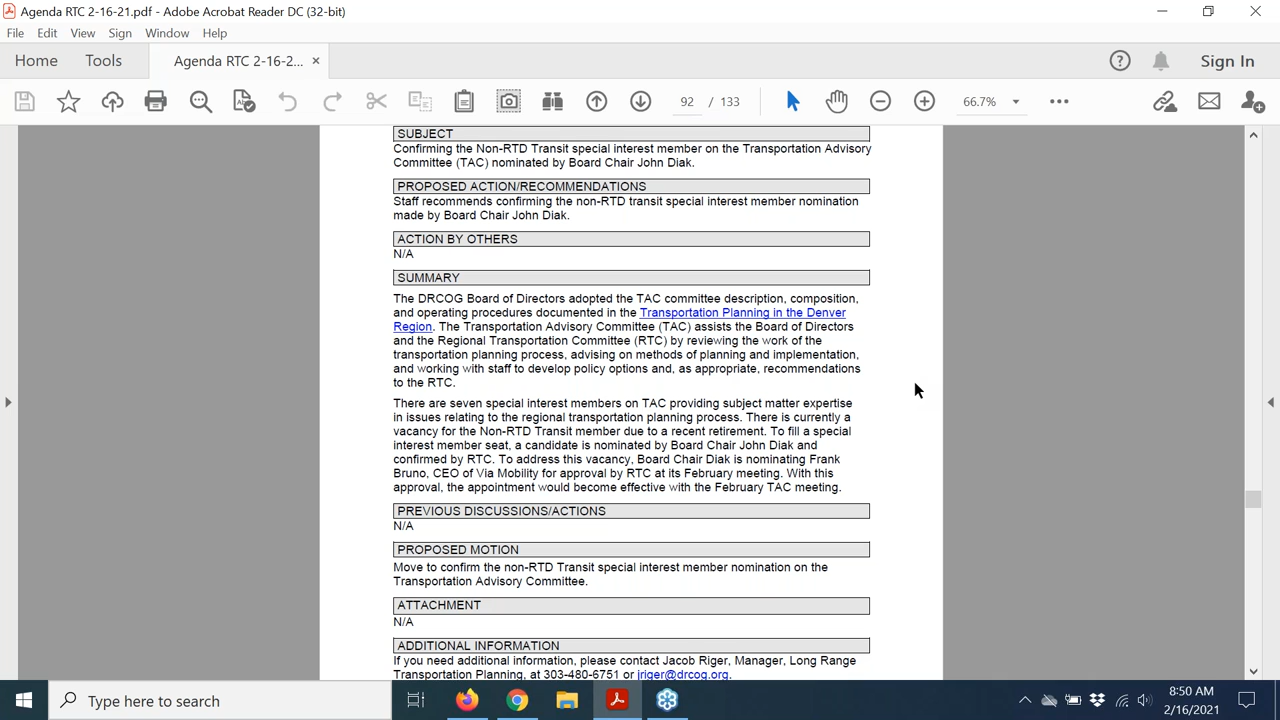 Agenda RTC 2-16-21.pdf - Adobe Acrobat Reader DC (32-bit)
File Edit View Sign Window Help
Home Tools Agenda RTC 2-16-2... × Sign In
92 / 133 66.7%
SUBJECT
Confirming the Non-RTD Transit special interest member on the Transportation Advisory
Committee (TAC) nominated by Board Chair John Diak.
PROPOSED ACTION/RECOMMENDATIONS
Staff recommends confirming the non-RTD transit special interest member nomination
made by Board Chair John Diak.
ACTION BY OTHERS
N/A
SUMMARY
The DRCOG Board of Directors adopted the TAC committee description, composition,
and operating procedures documented in the Transportation Planning in the Denver
Region. The Transportation Advisory Committee (TAC) assists the Board of Directors
and the Regional Transportation Committee (RTC) by reviewing the work of the
transportation planning process, advising on methods of planning and implementation,
and working with staff to develop policy options and, as appropriate, recommendations
to the RTC.
There are seven special interest members on TAC providing subject matter expertise
in issues relating to the regional transportation planning process. There is currently a
vacancy for the Non-RTD Transit member due to a recent retirement. To fill a special
interest member seat, a candidate is nominated by Board Chair John Diak and
confirmed by RTC. To address this vacancy, Board Chair Diak is nominating Frank
Bruno, CEO of Via Mobility for approval by RTC at its February meeting. With this
approval, the appointment would become effective with the February TAC meeting.
PREVIOUS DISCUSSIONS/ACTIONS
N/A
PROPOSED MOTION
Move to confirm the non-RTD Transit special interest member nomination on the
Transportation Advisory Committee.
ATTACHMENT
N/A
ADDITIONAL INFORMATION
If you need additional information, please contact Jacob Riger, Manager, Long Range
Transportation Planning, at 303-480-6751 or jriger@drcog.org.
Type here to search
8:50 AM
2/16/2021